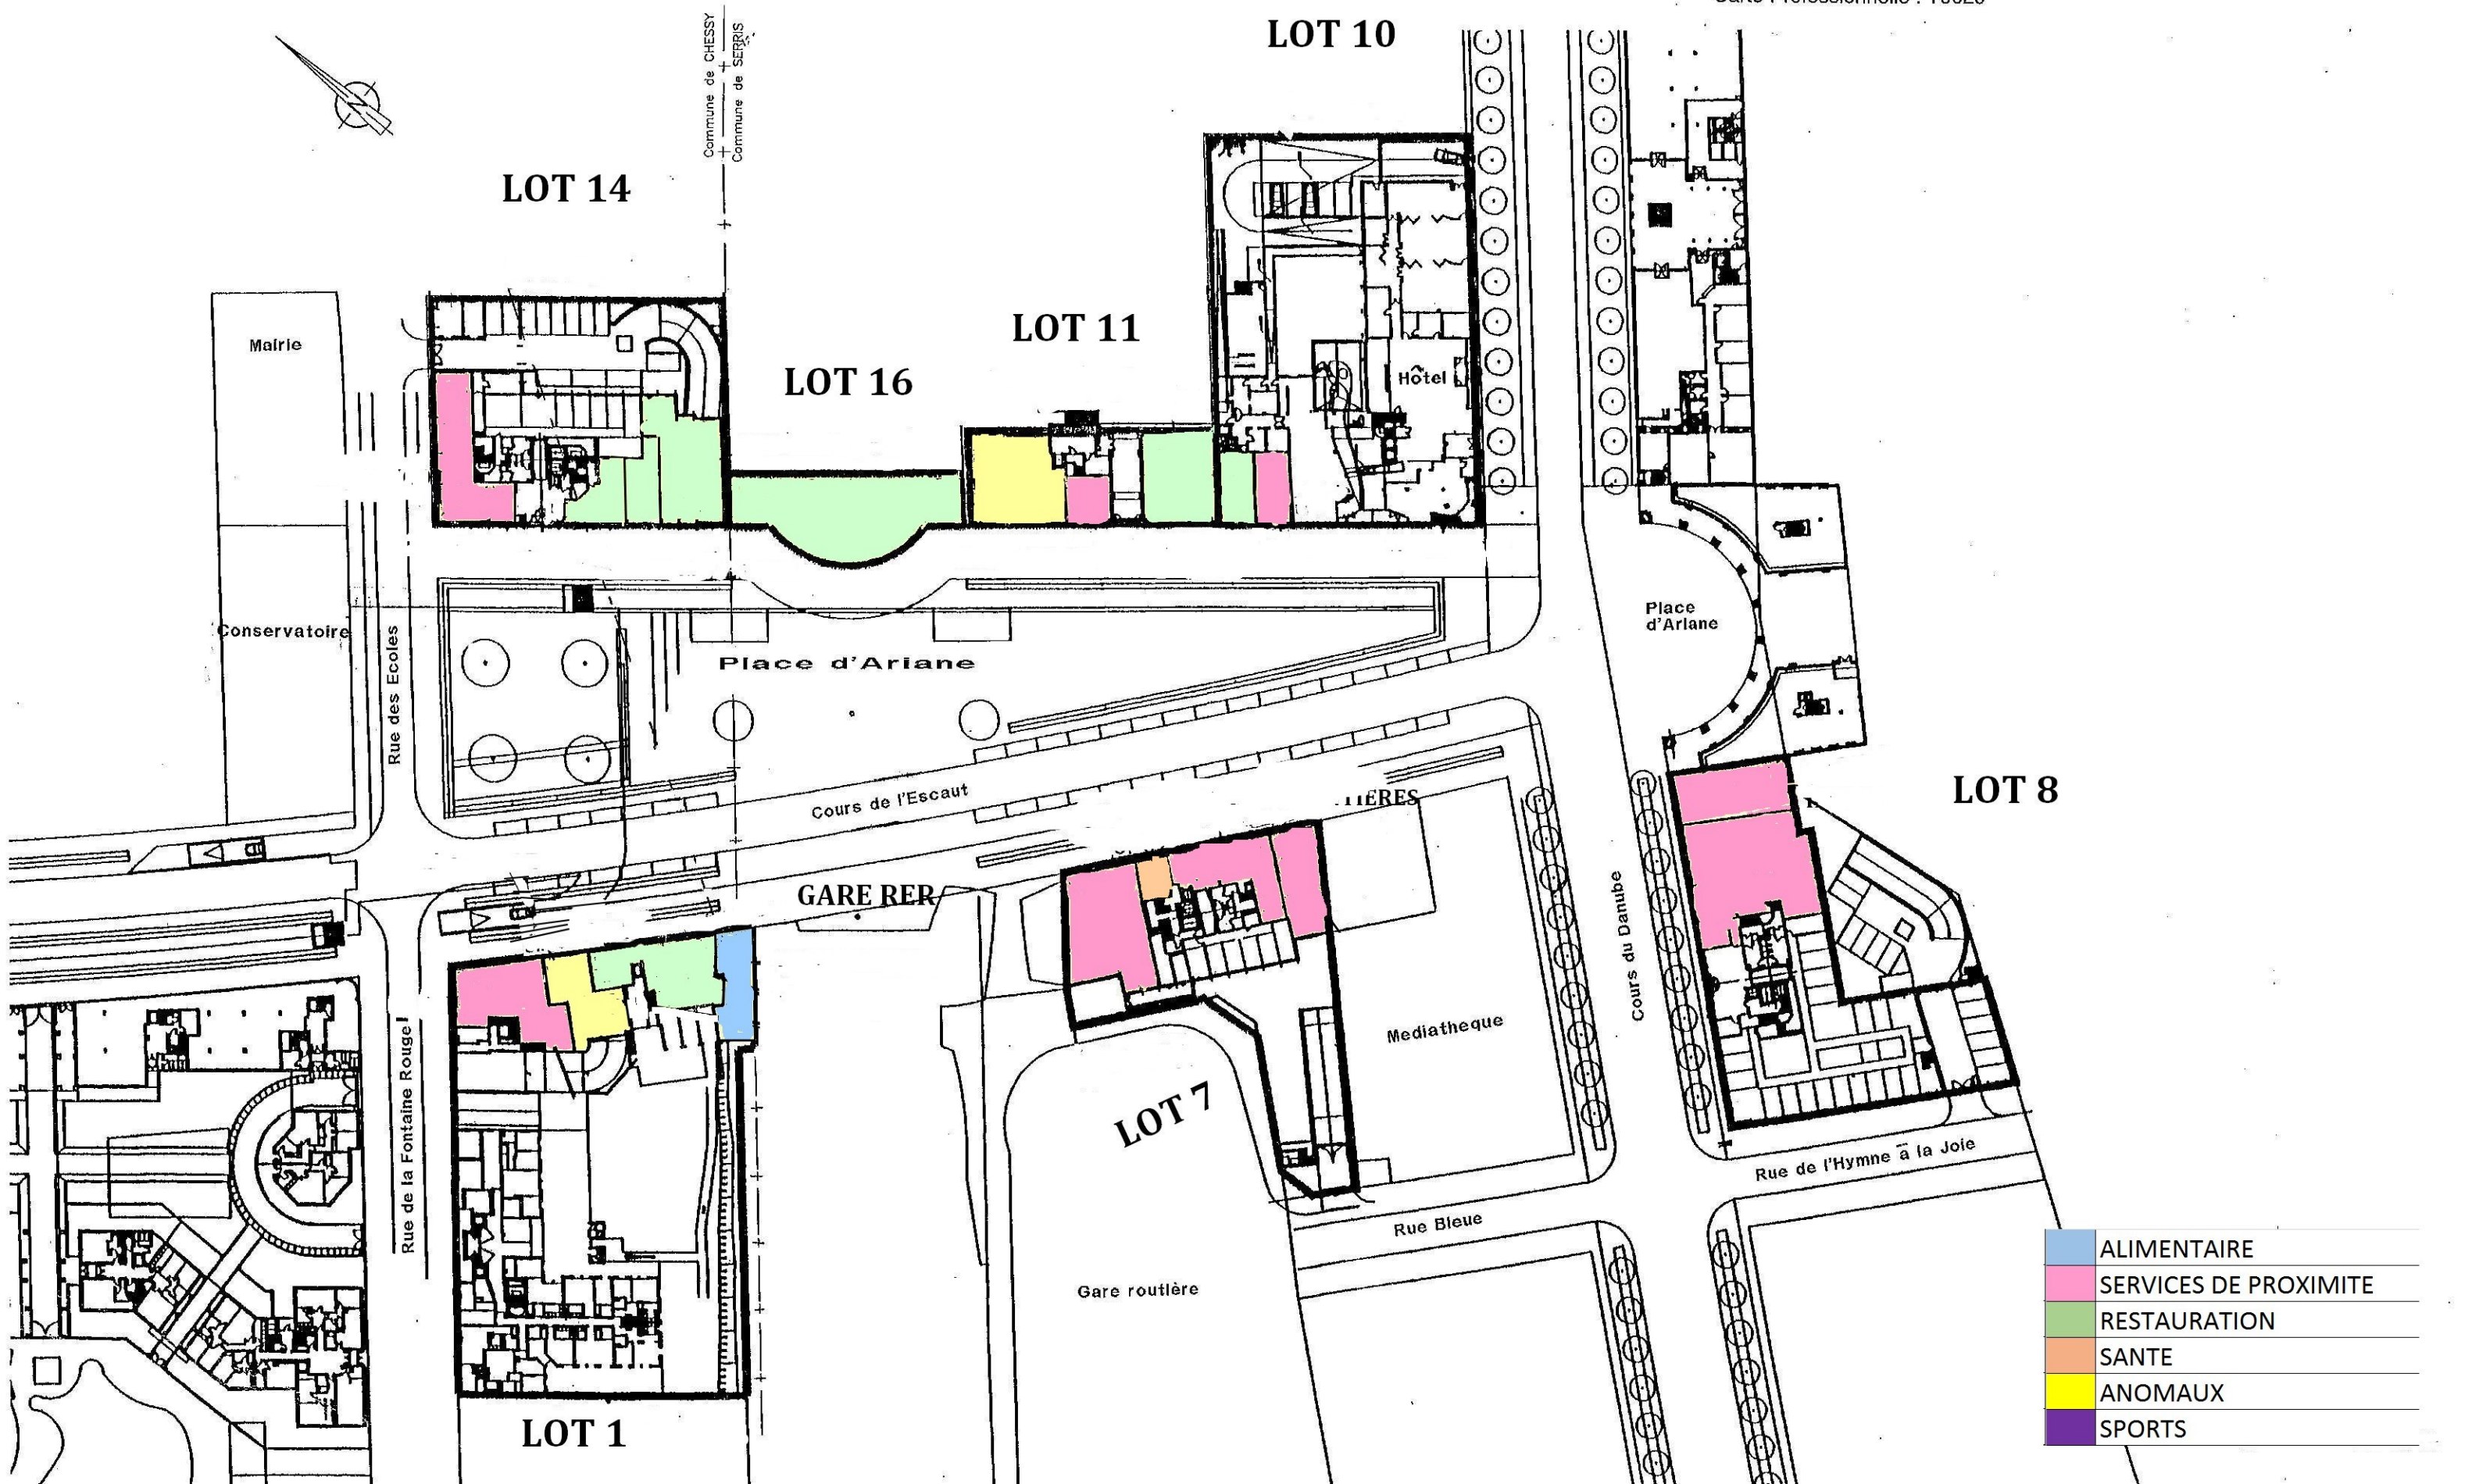 LOT 10
Commune de CHESSY
Commune de SERRIS
LOT 14
LOT 11
Mairie
LOT 16
Hôtel
Place
d'Ariane
Conservatoire
Rue des Ecoles
Place d'Ariane
LOT 8
Cours de l'Escaut
GARE RER
Cours du Danube
Mediatheque
Rue de la Fontaine Rouge
LOT 7
Rue de l'Hymne à la Joie
Rue Bleue
Gare routière
LOT 1
ALIMENTAIRE
SERVICES DE PROXIMITE
RESTAURATION
SANTE
ANOMAUX
SPORTS